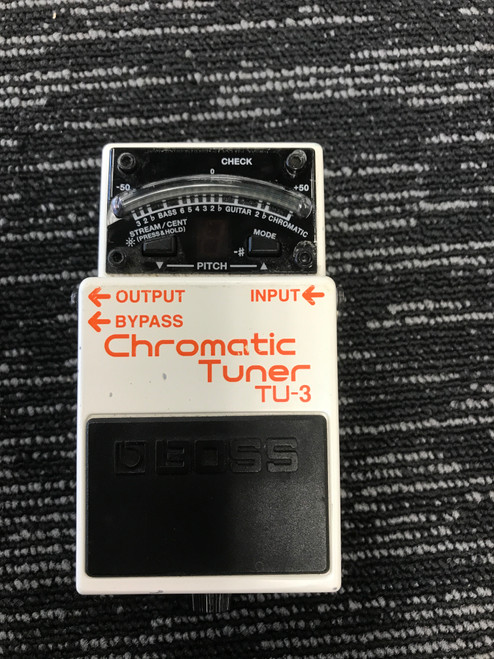 CHECK
0
-50 +50
3 2 ♭ BASS 6 5 4 3 2 ♭ GUITAR 2 ♭ CHROMATIC
STREAM/CENT
(PRESS & HOLD)
MODE
-#
▼ PITCH ▲
← OUTPUT INPUT ←
← BYPASS
Chromatic
Tuner
TU-3
BOSS